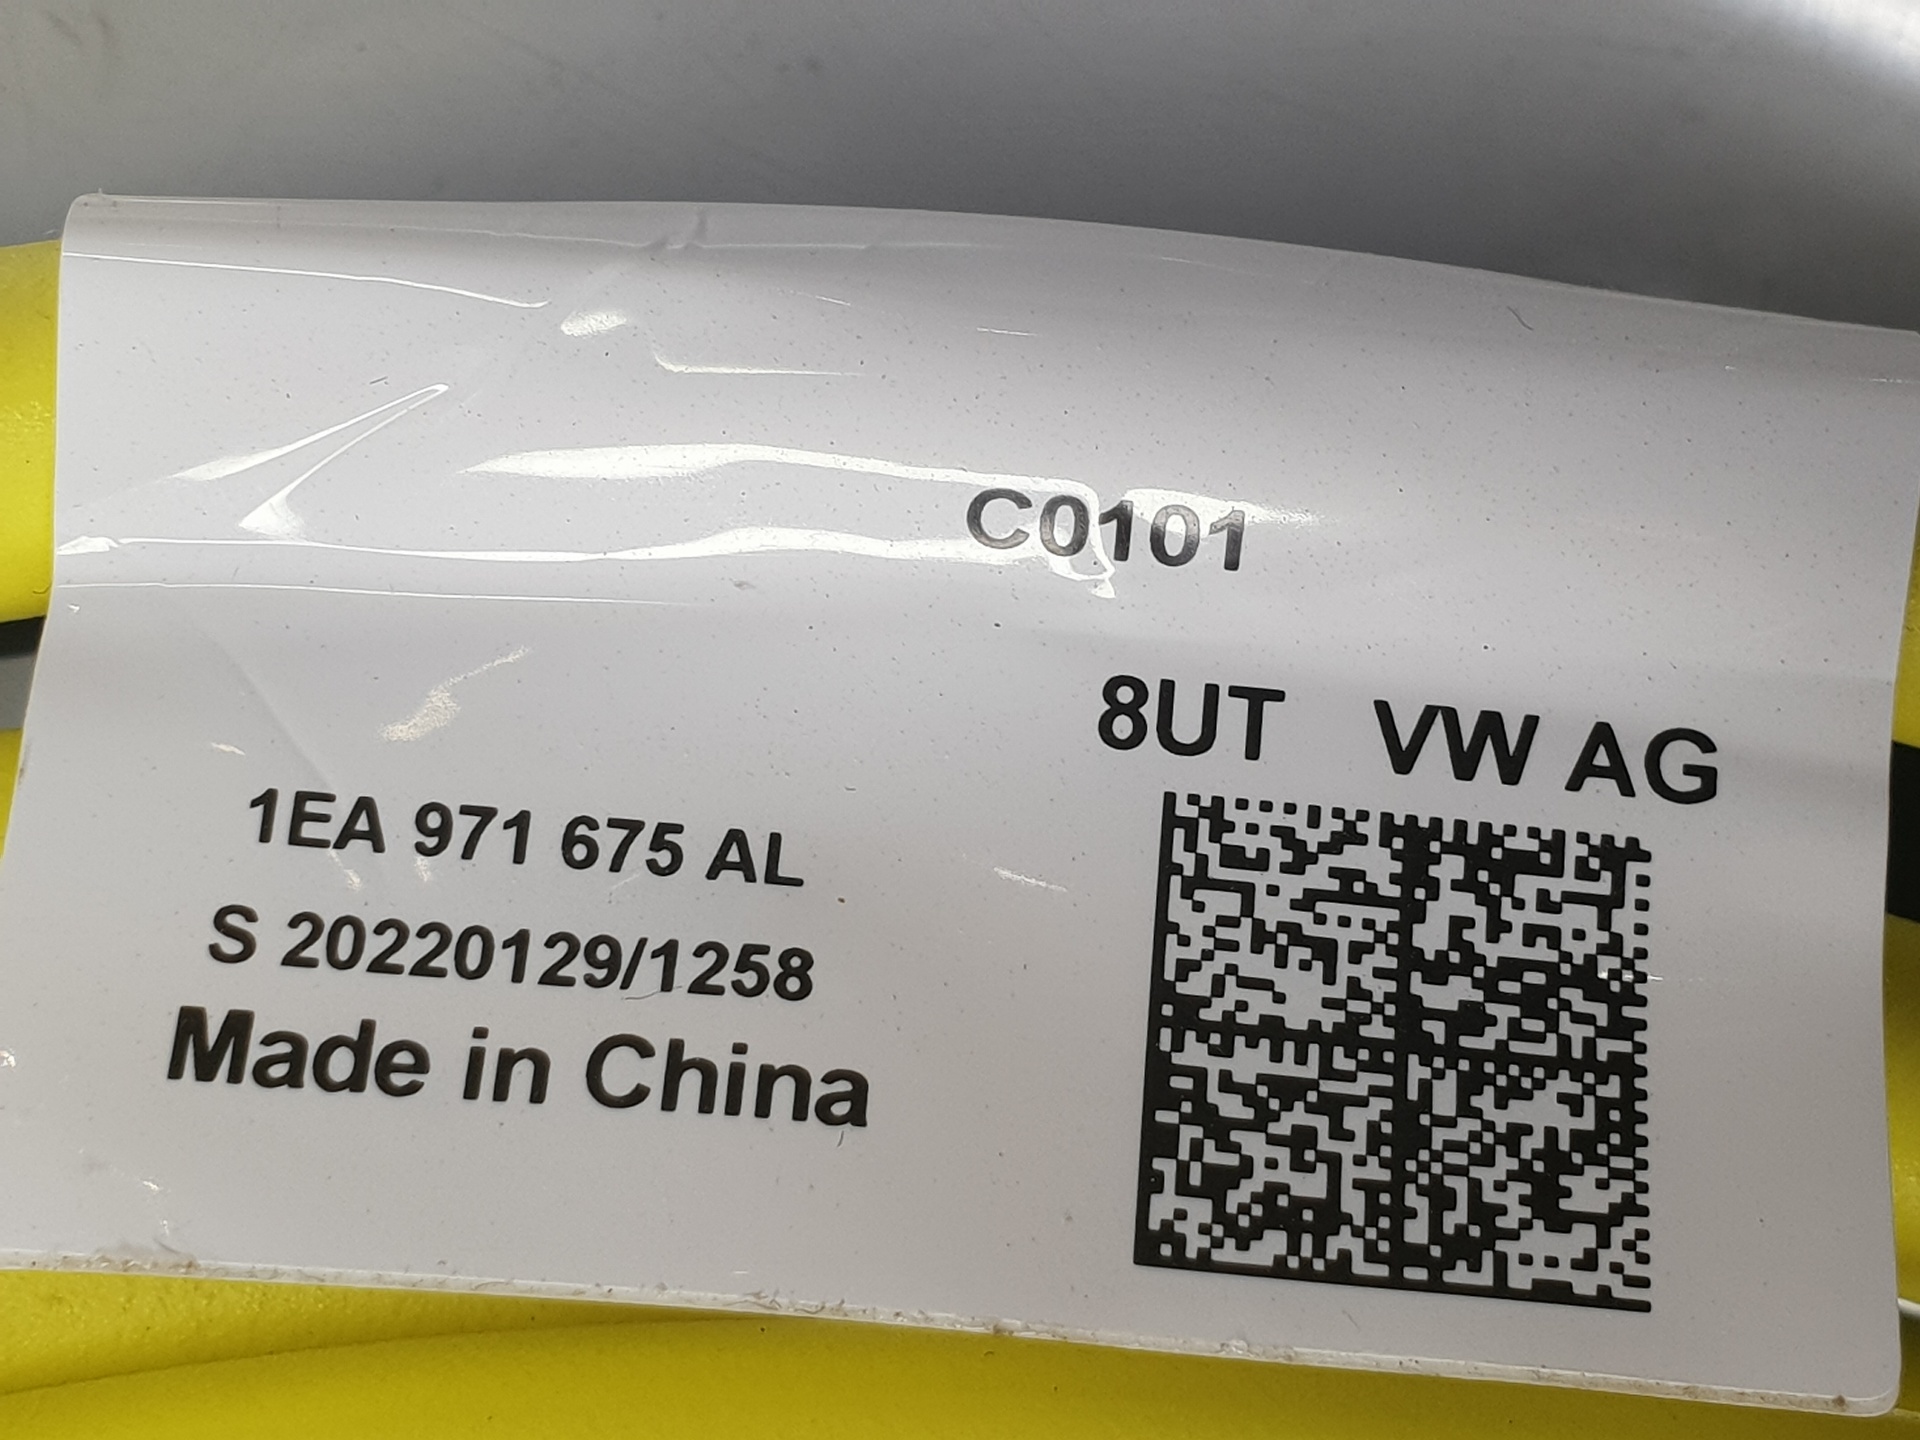 C0101
8UT VW AG
1EA 971 675 AL
S 20220129/1258
Made in China